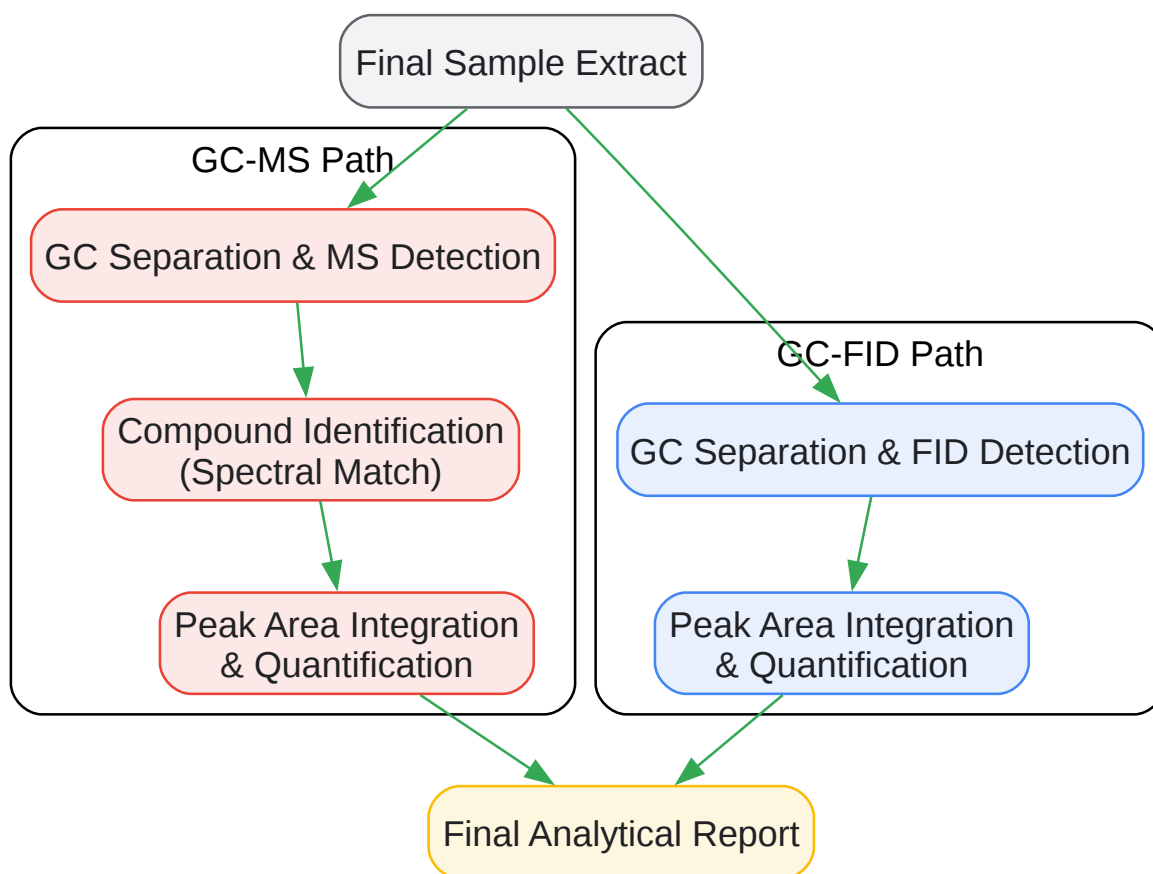 Final Sample Extract
GC-MS Path
GC Separation & MS Detection
Compound Identification
(Spectral Match)
Peak Area Integration
& Quantification
GC-FID Path
GC Separation & FID Detection
Peak Area Integration
& Quantification
Final Analytical Report